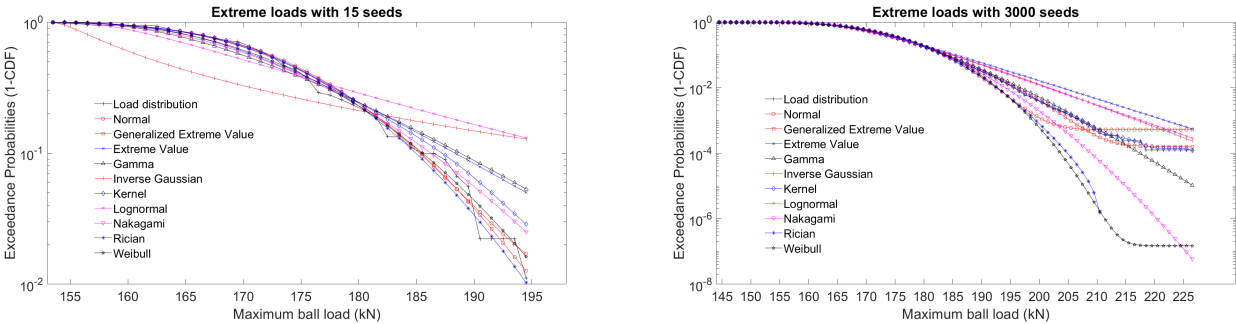 Extreme loads with 15 seeds
Exceedance Probabilities (1-CDF)
10^0
10^-1
10^-2
Load distribution
Normal
Generalized Extreme Value
Extreme Value
Gamma
Inverse Gaussian
Kernel
Lognormal
Nakagami
Rician
Weibull
155 160 165 170 175 180 185 190 195
Maximum ball load (kN)
Extreme loads with 3000 seeds
Exceedance Probabilities (1-CDF)
10^0
10^-2
10^-4
10^-6
10^-8
Load distribution
Normal
Generalized Extreme Value
Extreme Value
Gamma
Inverse Gaussian
Kernel
Lognormal
Nakagami
Rician
Weibull
145 150 155 160 165 170 175 180 185 190 195 200 205 210 215 220 225
Maximum ball load (kN)